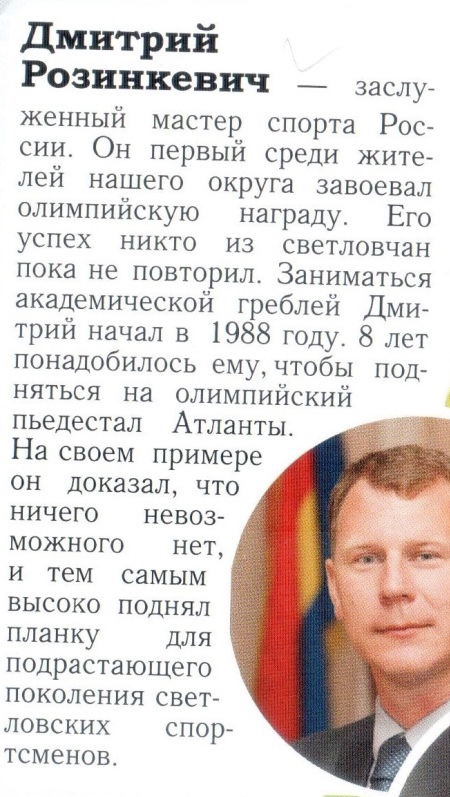 Дмитрий
Розинкевич — заслу-
женный мастер спорта Рос-
сии. Он первый среди жите-
лей нашего округа завоевал
олимпийскую награду. Его
успех никто из светловчан
пока не повторил. Заниматься
академической греблей Дми-
трий начал в 1988 году. 8 лет
понадобилось ему, чтобы под-
няться на олимпийский
пьедестал Атланты.
На своем примере
он доказал, что
ничего невоз-
можного нет,
и тем самым
высоко поднял
планку для
подрастающего
поколения свет-
ловских спор-
тсменов.